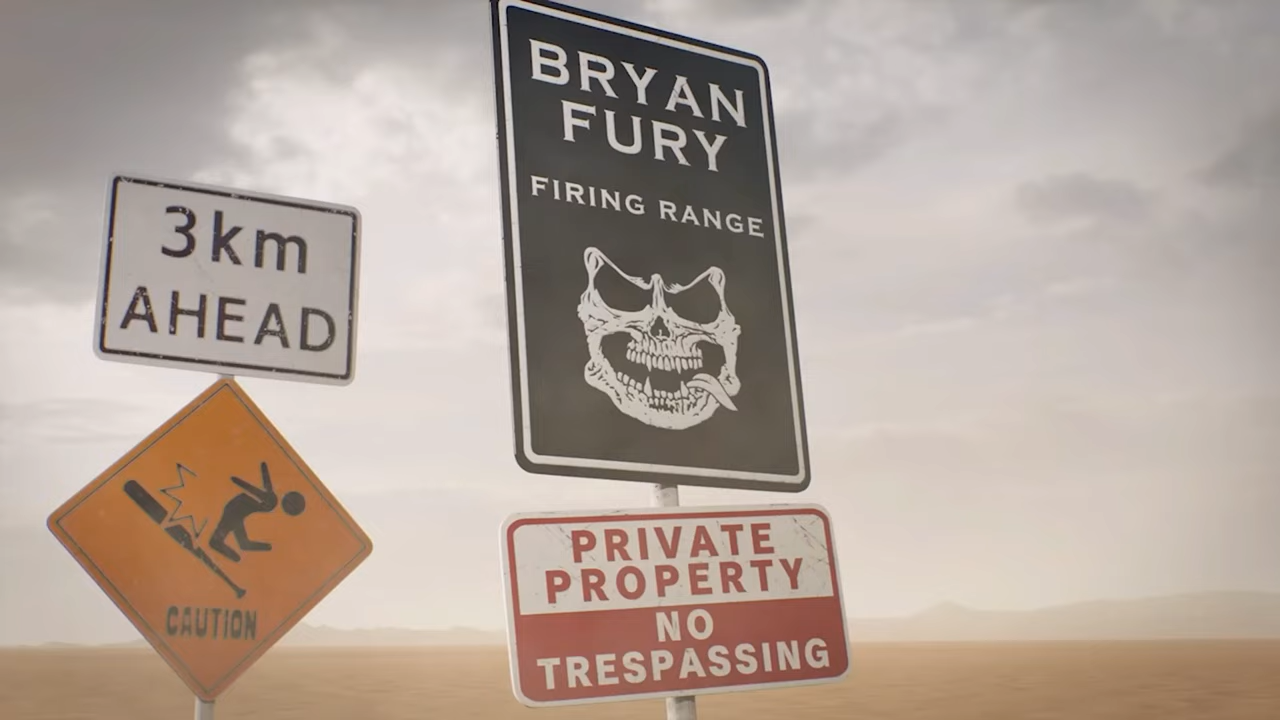 3km
AHEAD
CAUTION
BRYAN
FURY
FIRING RANGE
PRIVATE
PROPERTY
NO
TRESPASSING